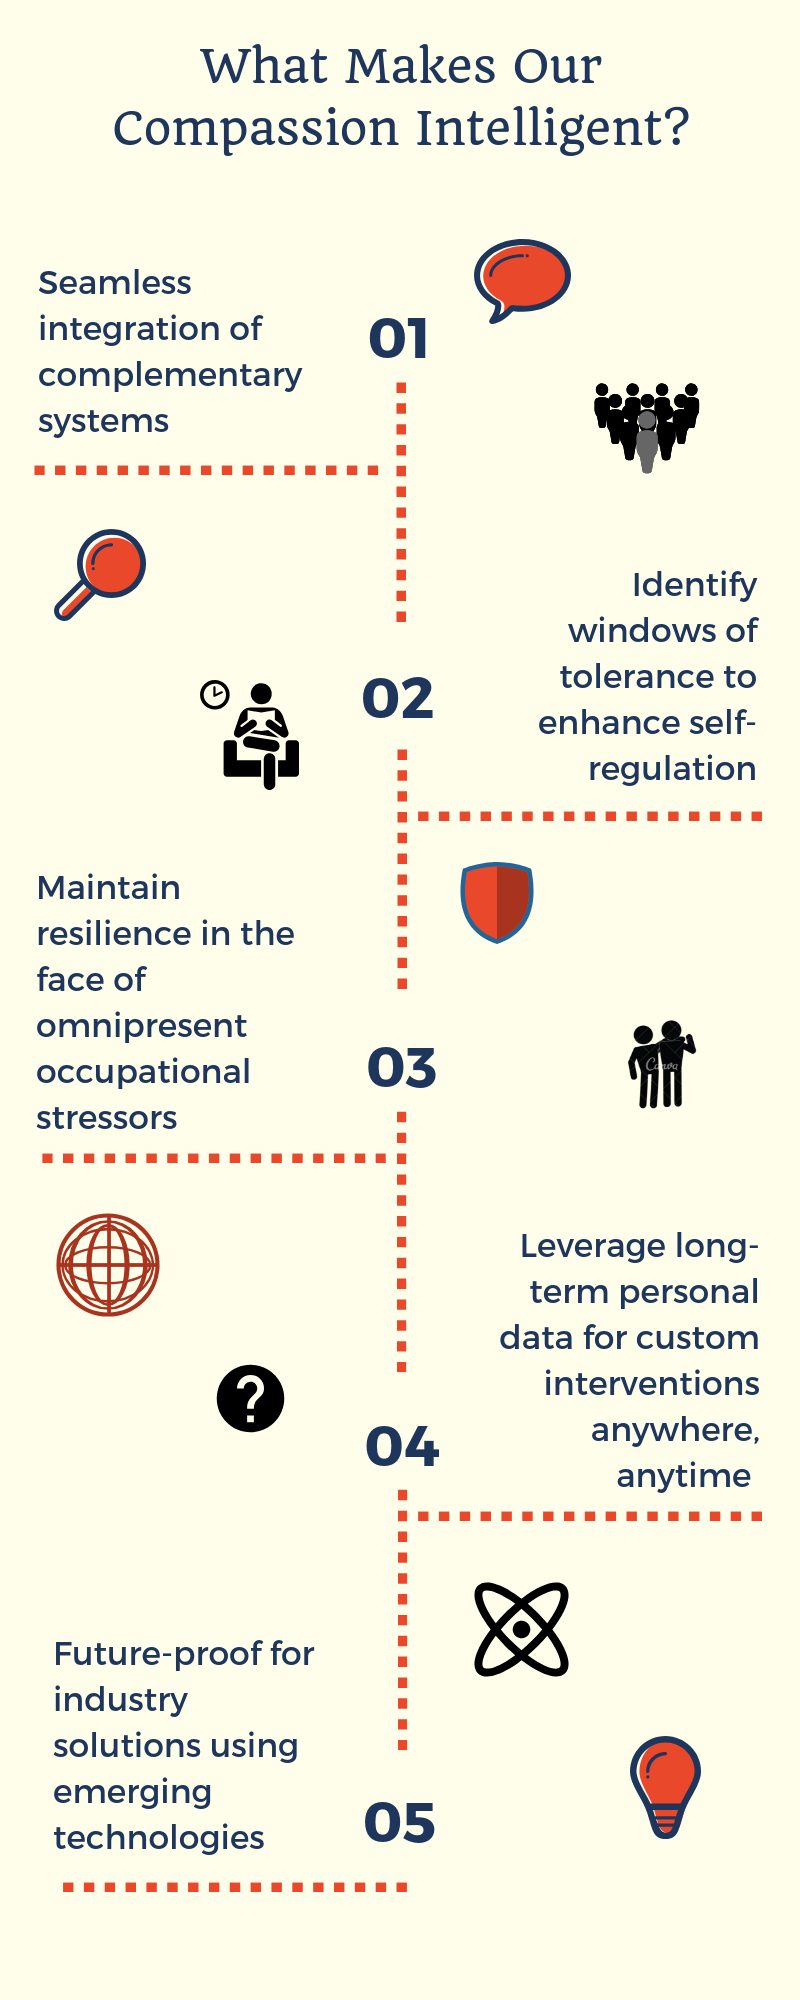 What Makes Our
Compassion Intelligent?
Seamless
integration of
complementary
systems
01
02
Identify
windows of
tolerance to
enhance self-
regulation
Maintain
resilience in the
face of
omnipresent
occupational
stressors
03
Canva
Leverage long-
term personal
data for custom
interventions
anywhere,
anytime
?
04
Future-proof for
industry
solutions using
emerging
technologies
05